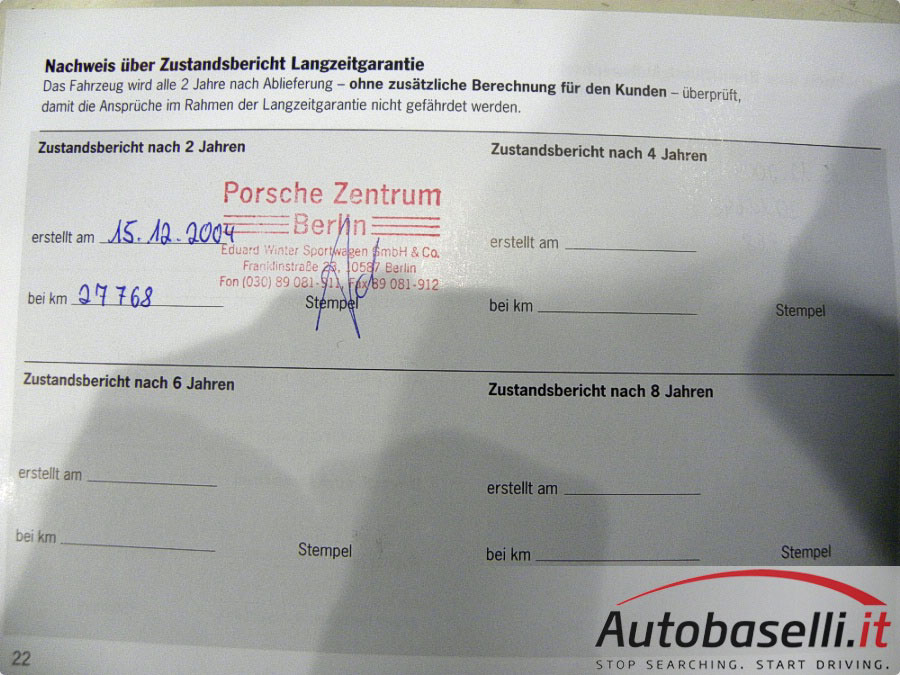 Nachweis über Zustandsbericht Langzeitgarantie
Das Fahrzeug wird alle 2 Jahre nach Ablieferung – ohne zusätzliche Berechnung für den Kunden – überprüft,
damit die Ansprüche im Rahmen der Langzeitgarantie nicht gefährdet werden.
Zustandsbericht nach 2 Jahren
Porsche Zentrum
Berlin
Eduard Winter Sportwagen GmbH & Co.
Franklinstraße 23, 10587 Berlin
Fon (030) 89 081-911, Fax 89 081-912
erstellt am 15.12.2004
bei km 27768
Stempel
Zustandsbericht nach 4 Jahren
erstellt am
bei km
Stempel
Zustandsbericht nach 6 Jahren
erstellt am
bei km
Stempel
Zustandsbericht nach 8 Jahren
erstellt am
bei km
Stempel
22
Autobaselli.it
STOP SEARCHING. START DRIVING.